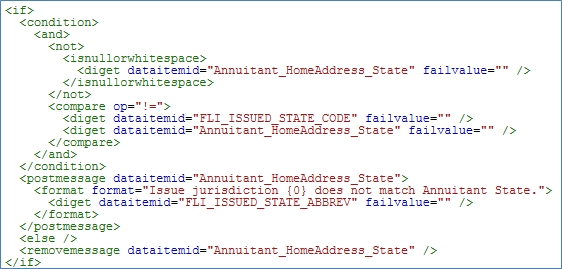 <if>
<condition>
<and>
<not>
<isnullorwhitespace>
<diget dataitemid="Annuitant_HomeAddress_State" failvalue="" />
</isnullorwhitespace>
</not>
<compare op="!=">
<diget dataitemid="FLI_ISSUED_STATE_CODE" failvalue="" />
<diget dataitemid="Annuitant_HomeAddress_State" failvalue="" />
</compare>
</and>
</condition>
<postmessage dataitemid="Annuitant_HomeAddress_State">
<format format="Issue jurisdiction {0} does not match Annuitant State.">
<diget dataitemid="FLI_ISSUED_STATE_ABBREV" failvalue="" />
</format>
</postmessage>
<else />
<removemessage dataitemid="Annuitant_HomeAddress_State" />
</if>